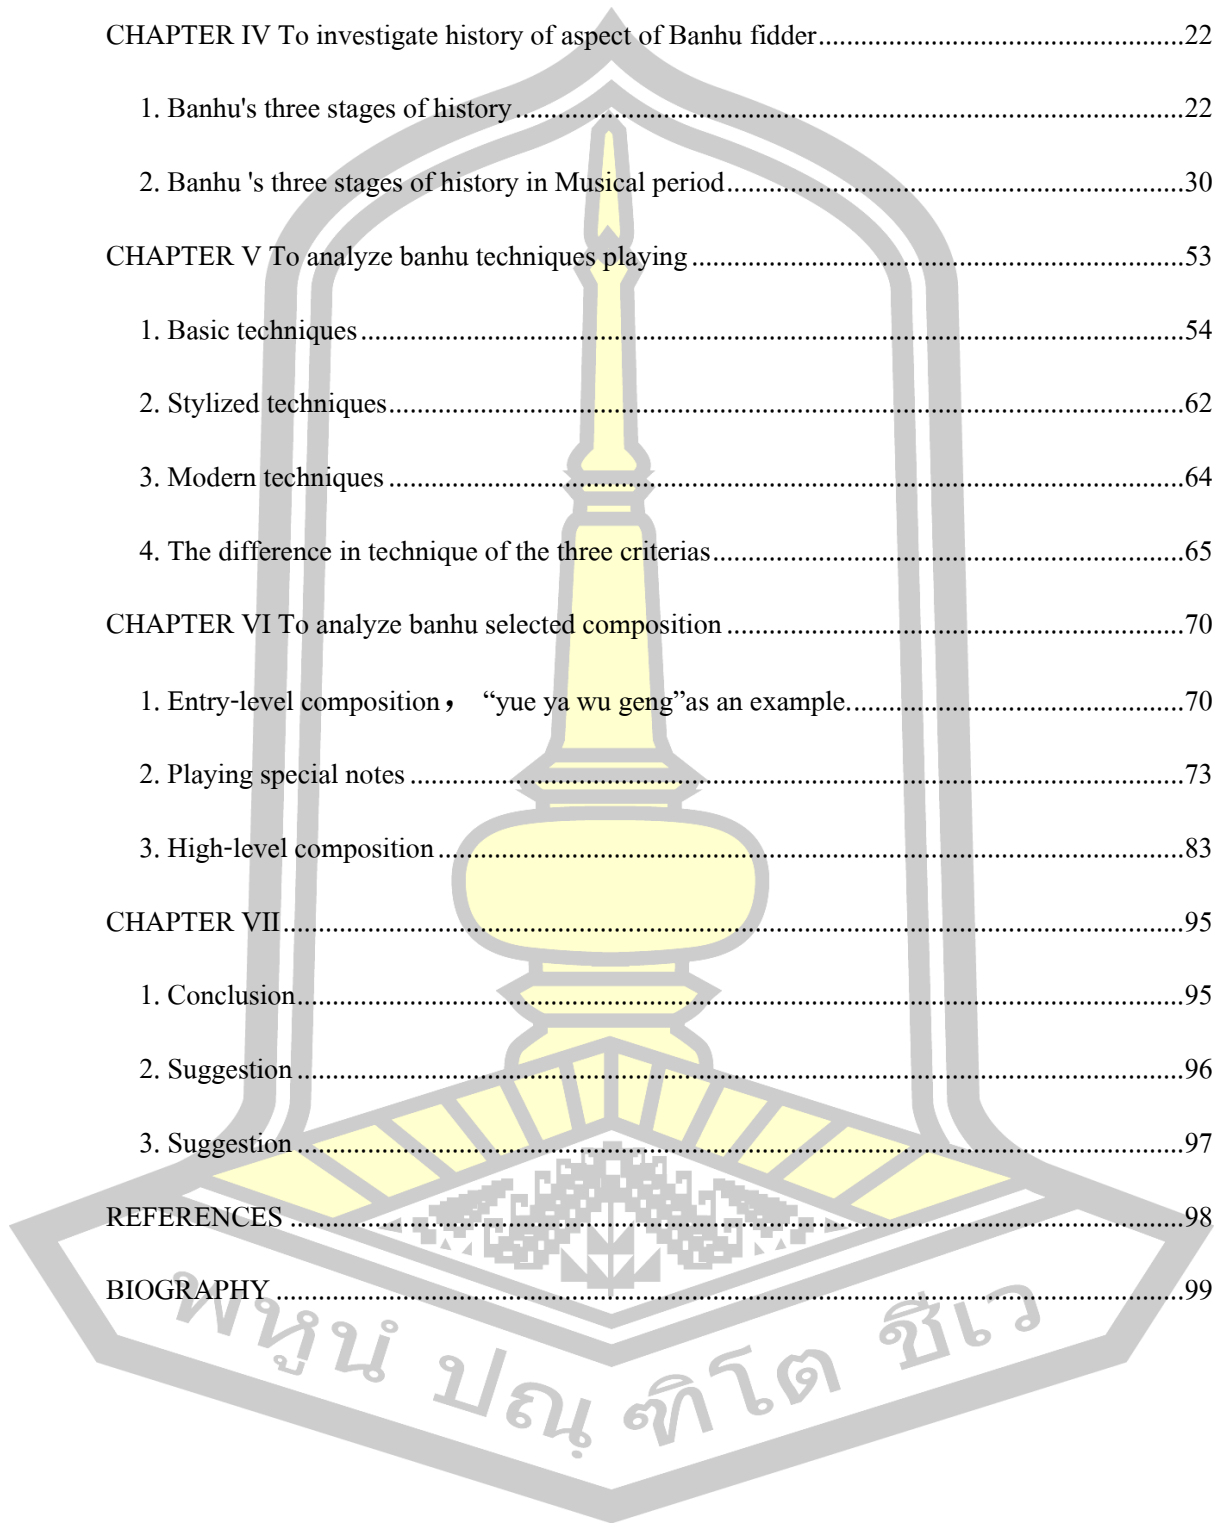 CHAPTER IV To investigate history of aspect of Banhu fidder....................................................22
1. Banhu's three stages of history.................................................................................................22
2. Banhu 's three stages of history in Musical period..................................................................30
CHAPTER V To analyze banhu techniques playing......................................................................53
1. Basic techniques........................................................................................................................54
2. Stylized techniques....................................................................................................................62
3. Modern techniques....................................................................................................................64
4. The difference in technique of the three criterias....................................................................65
CHAPTER VI To analyze banhu selected composition.................................................................70
1. Entry-level composition， “yue ya wu geng”as an example.................................................70
2. Playing special notes.................................................................................................................73
3. High-level composition.............................................................................................................83
CHAPTER VII...............................................................................................................................95
1. Conclusion.................................................................................................................................95
2. Suggestion.................................................................................................................................96
3. Suggestion.................................................................................................................................97
REFERENCES..............................................................................................................................98
BIOGRAPHY................................................................................................................................99
พหูนํ ปณฺฑิโต ชีเว